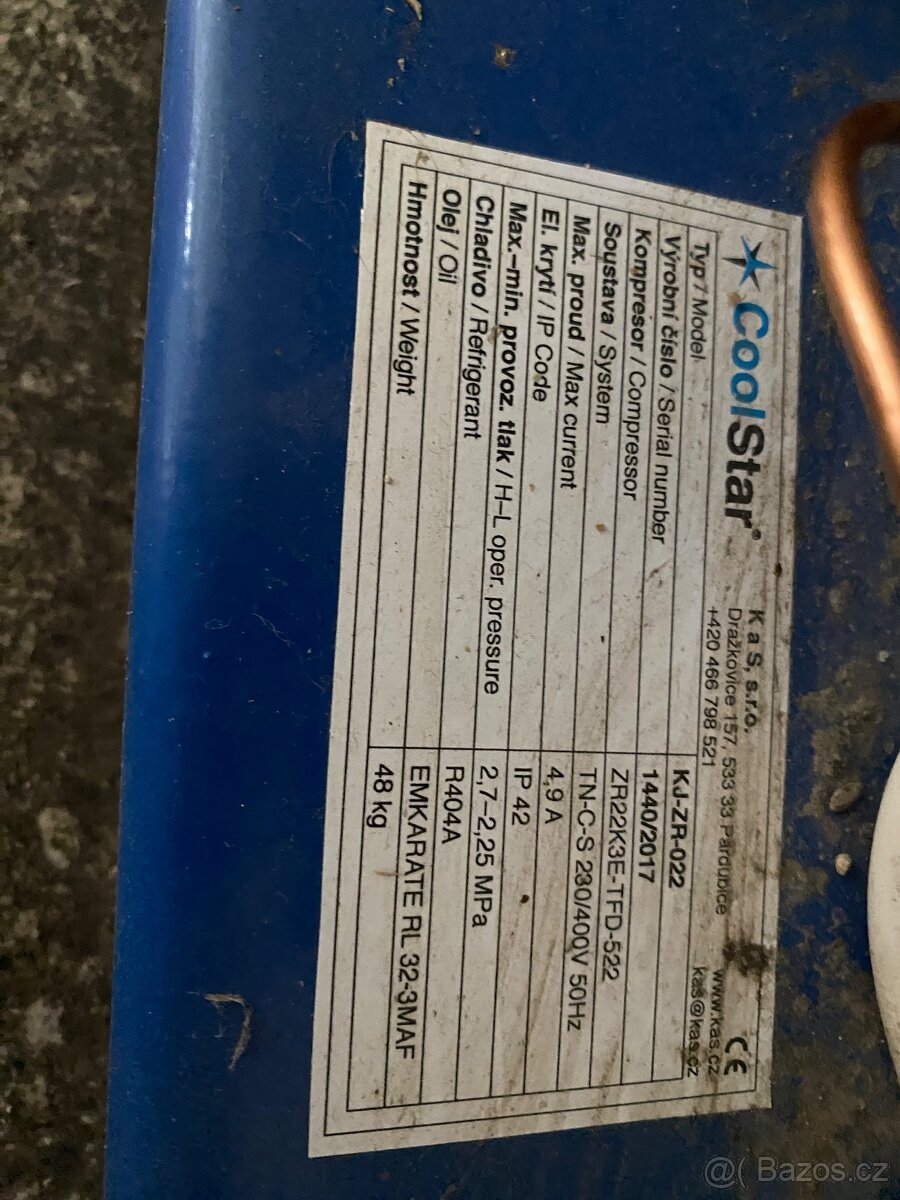 CoolStar®
K a S, s.r.o.
Dražkovice 157, 533 33 Pardubice
+420 466 798 521
www.kas.cz
kas@kas.cz
CE
Typ / Model KJ-ZR-022
Výrobní číslo / Serial number 1440/2017
Kompresor / Compressor ZR22K3E-TFD-522
Soustava / System TN-C-S 230/400V 50Hz
Max. proud / Max current 4,9 A
El. krytí / IP Code IP 42
Max.–min. provoz. tlak / H–L oper. pressure 2,7–2,25 MPa
Chladivo / Refrigerant R404A
Olej / Oil EMKARATE RL 32-3MAF
Hmotnost / Weight 48 kg
@( Bazos.cz